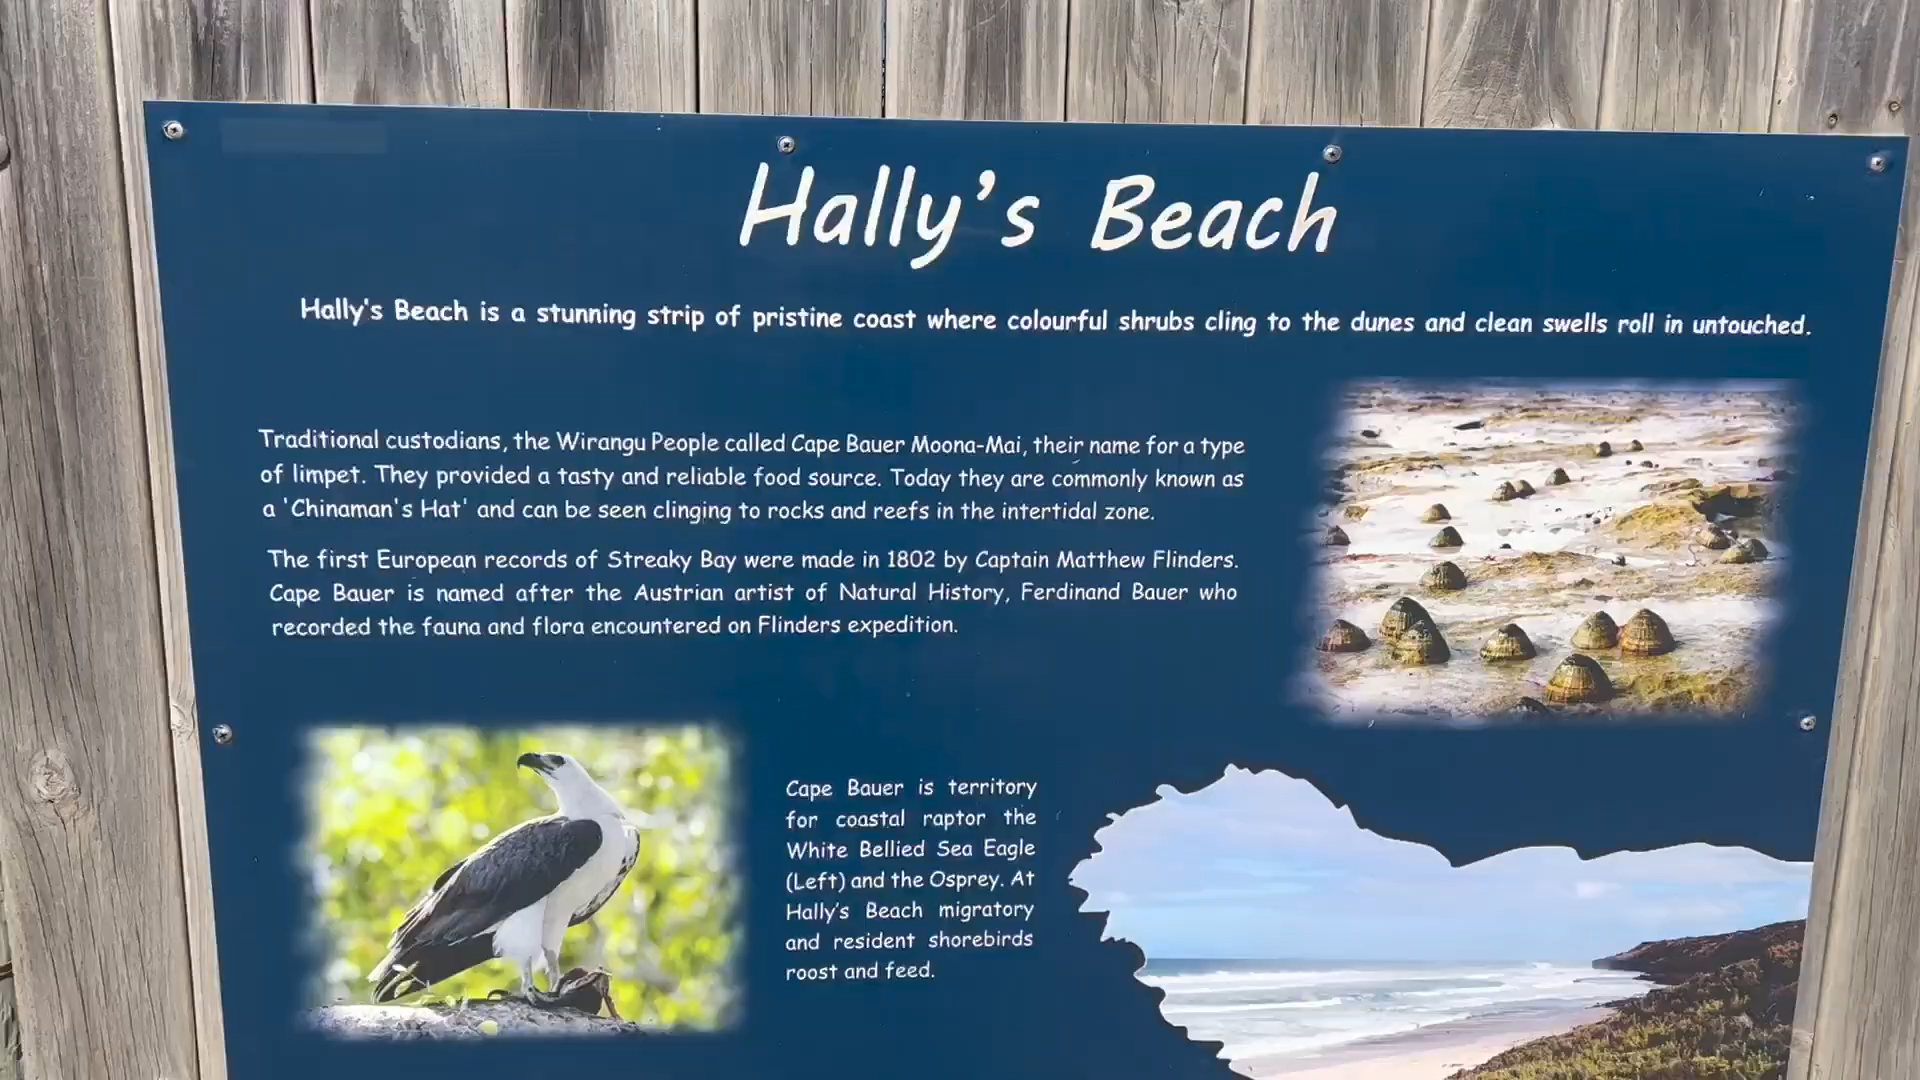 Hally's Beach
Hally's Beach is a stunning strip of pristine coast where colourful shrubs cling to the dunes and clean swells roll in untouched.
Traditional custodians, the Wirangu People called Cape Bauer Moona-Mai, their name for a type
of limpet. They provided a tasty and reliable food source. Today they are commonly known as
a 'Chinaman's Hat' and can be seen clinging to rocks and reefs in the intertidal zone.
The first European records of Streaky Bay were made in 1802 by Captain Matthew Flinders.
Cape Bauer is named after the Austrian artist of Natural History, Ferdinand Bauer who
recorded the fauna and flora encountered on Flinders expedition.
Cape Bauer is territory
for coastal raptor the
White Bellied Sea Eagle
(Left) and the Osprey. At
Hally's Beach migratory
and resident shorebirds
roost and feed.